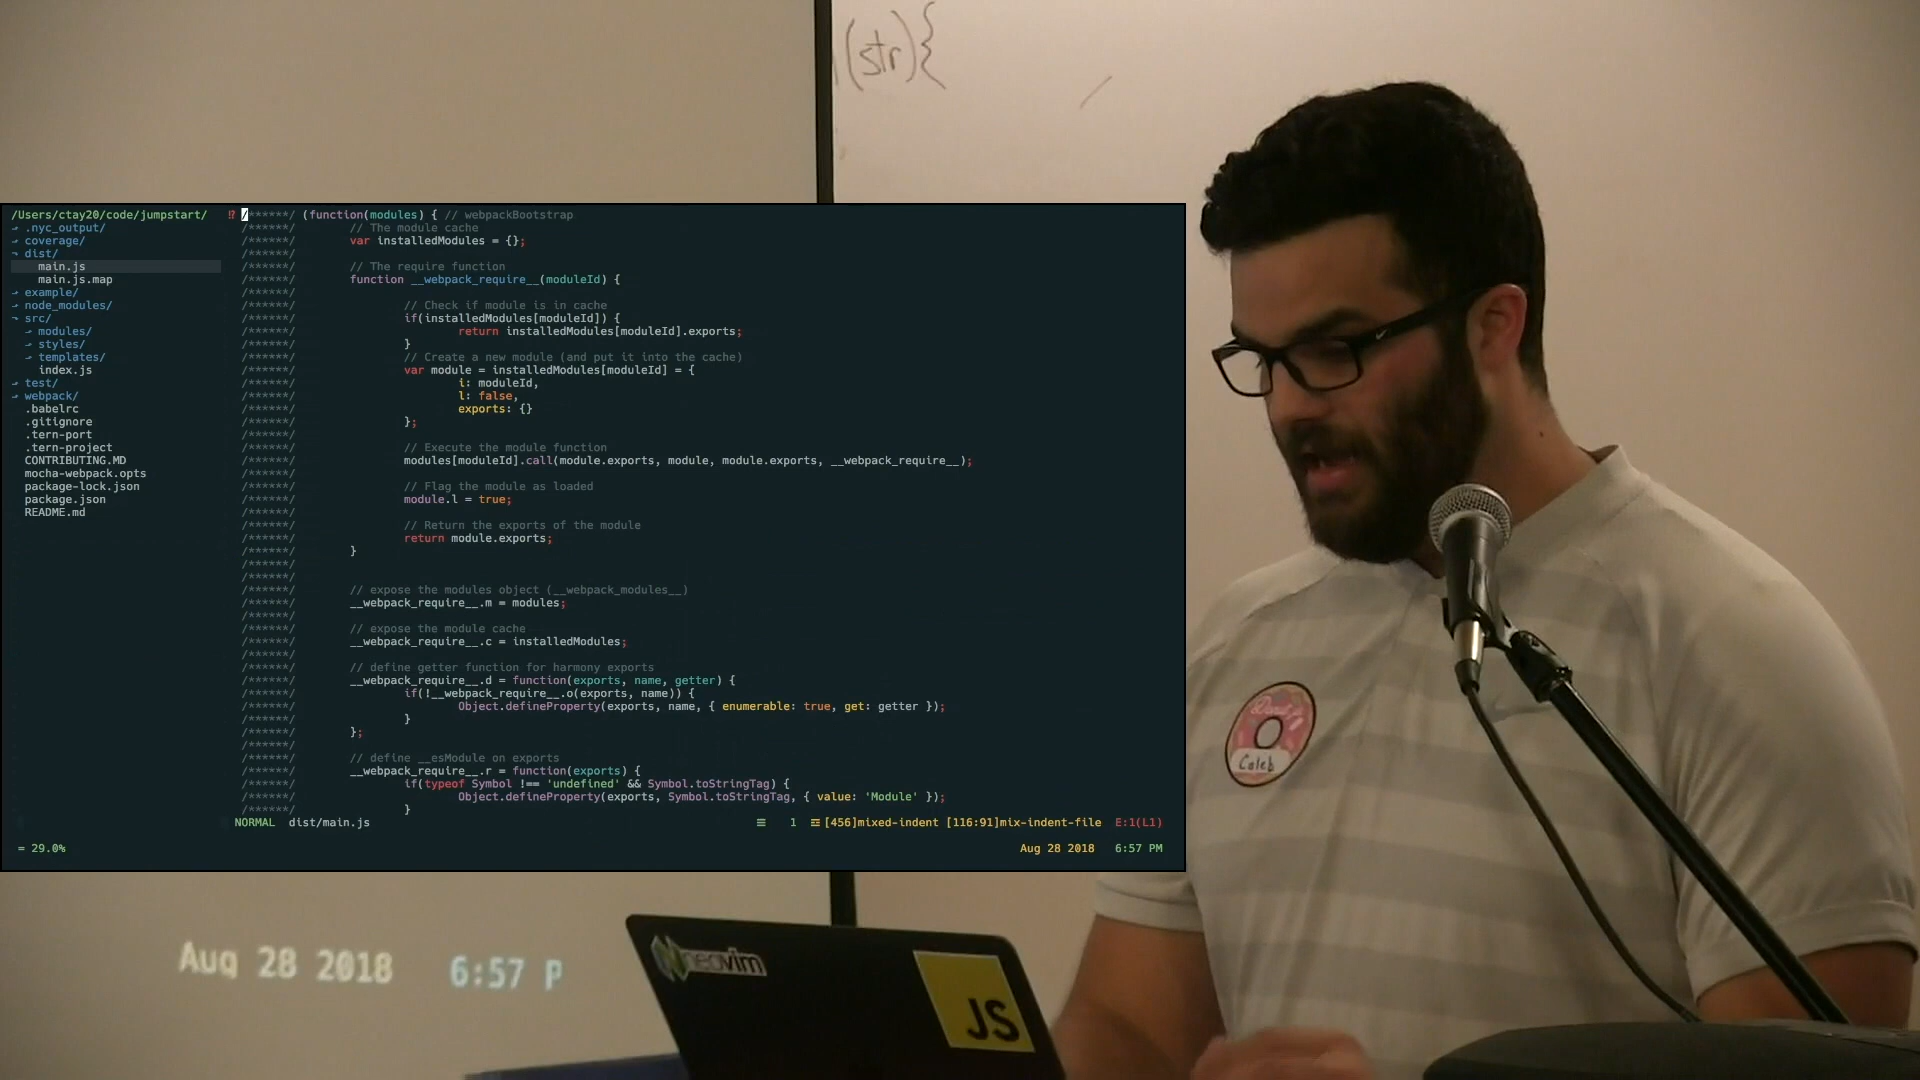 (str){
/Users/ctay20/code/jumpstart/
.nyc_output/
coverage/
dist/
main.js
main.js.map
example/
node_modules/
src/
modules/
styles/
templates/
index.js
test/
webpack/
.babelrc
.gitignore
.tern-port
.tern-project
CONTRIBUTING.MD
mocha-webpack.opts
package-lock.json
package.json
README.md
/******/ (function(modules) { // webpackBootstrap
/******/ // The module cache
/******/ var installedModules = {};
/******/
/******/ // The require function
/******/ function __webpack_require__(moduleId) {
/******/
/******/ // Check if module is in cache
/******/ if(installedModules[moduleId]) {
/******/ return installedModules[moduleId].exports;
/******/ }
/******/ // Create a new module (and put it into the cache)
/******/ var module = installedModules[moduleId] = {
/******/ i: moduleId,
/******/ l: false,
/******/ exports: {}
/******/ };
/******/
/******/ // Execute the module function
/******/ modules[moduleId].call(module.exports, module, module.exports, __webpack_require__);
/******/
/******/ // Flag the module as loaded
/******/ module.l = true;
/******/
/******/ // Return the exports of the module
/******/ return module.exports;
/******/ }
/******/
/******/
/******/ // expose the modules object (__webpack_modules__)
/******/ __webpack_require__.m = modules;
/******/
/******/ // expose the module cache
/******/ __webpack_require__.c = installedModules;
/******/
/******/ // define getter function for harmony exports
/******/ __webpack_require__.d = function(exports, name, getter) {
/******/ if(!__webpack_require__.o(exports, name)) {
/******/ Object.defineProperty(exports, name, { enumerable: true, get: getter });
/******/ }
/******/ };
/******/
/******/ // define __esModule on exports
/******/ __webpack_require__.r = function(exports) {
/******/ if(typeof Symbol !== 'undefined' && Symbol.toStringTag) {
/******/ Object.defineProperty(exports, Symbol.toStringTag, { value: 'Module' });
/******/ }
NORMAL dist/main.js 1 [456]mixed-indent [116:91]mix-indent-file E:1(L1)
= 29.0% Aug 28 2018 6:57 PM
Caleb
Aug 28 2018 6:57 P
neovim
JS